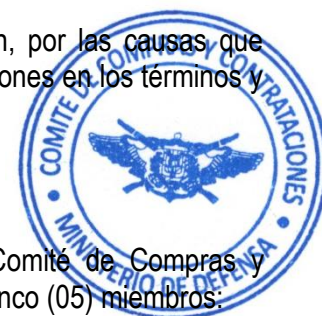 n, por las causas que
ones en los términos y
COMITE DE COMPRAS Y CONTRATACIONES
MINISTERIO DE DEFENSA
Comité de Compras y
nco (05) miembros: